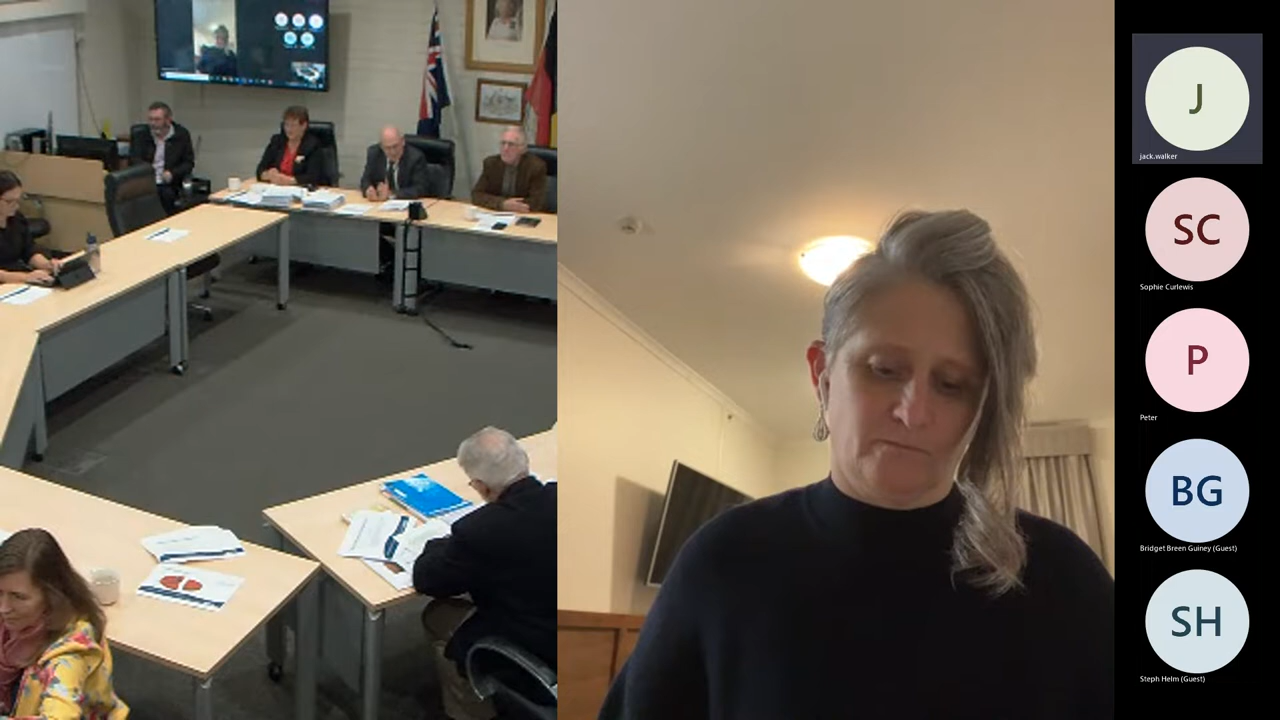 J
jack.walker
SC
Sophie Curlewis
P
Peter
BG
Bridget Breen Guiney (Guest)
SH
Steph Helm (Guest)